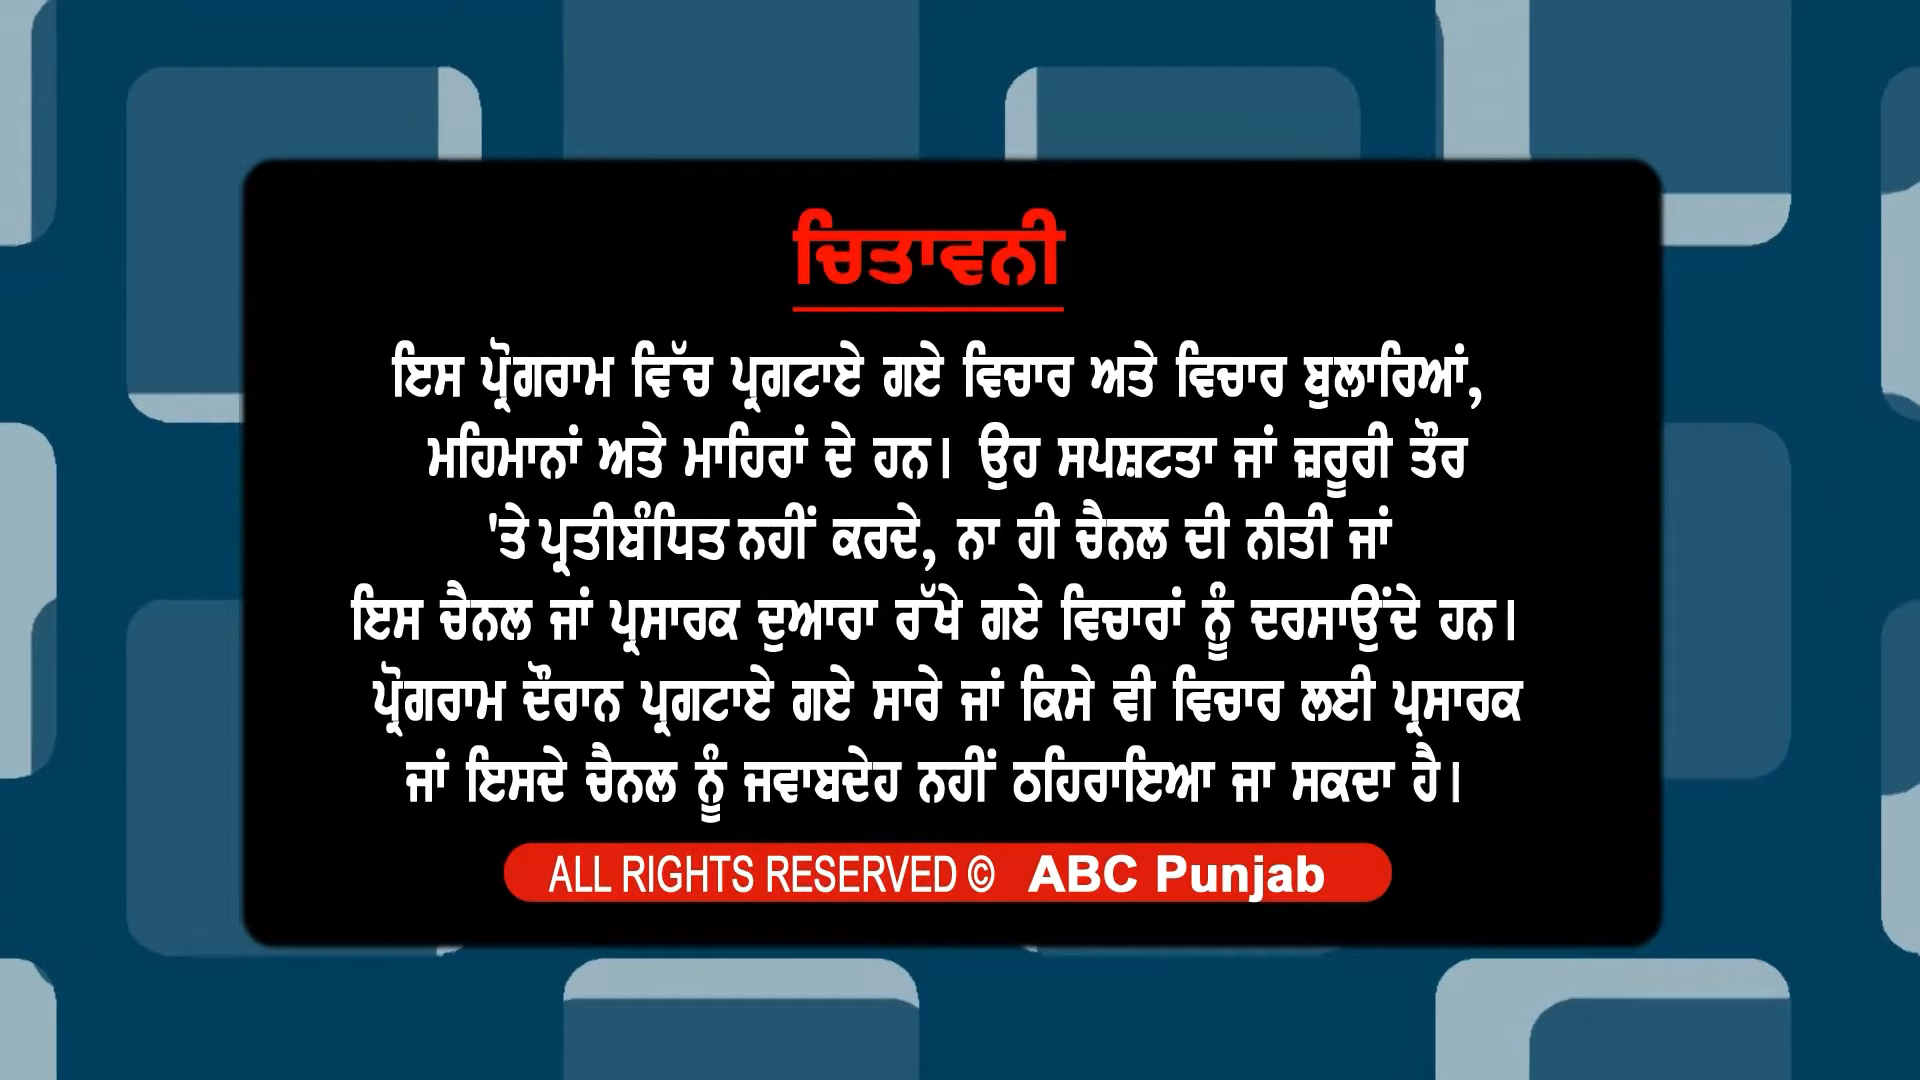 ਚਿਤਾਵਨੀ
ਇਸ ਪ੍ਰੋਗਰਾਮ ਵਿੱਚ ਪ੍ਰਗਟਾਏ ਗਏ ਵਿਚਾਰ ਅਤੇ ਵਿਚਾਰ ਬੁਲਾਰਿਆਂ,
ਮਹਿਮਾਨਾਂ ਅਤੇ ਮਾਹਿਰਾਂ ਦੇ ਹਨ। ਉਹ ਸਪਸ਼ਟਤਾ ਜਾਂ ਜ਼ਰੂਰੀ ਤੌਰ
'ਤੇ ਪ੍ਰਤੀਬੰਧਿਤ ਨਹੀਂ ਕਰਦੇ, ਨਾ ਹੀ ਚੈਨਲ ਦੀ ਨੀਤੀ ਜਾਂ
ਇਸ ਚੈਨਲ ਜਾਂ ਪ੍ਰਸਾਰਕ ਦੁਆਰਾ ਰੱਖੇ ਗਏ ਵਿਚਾਰਾਂ ਨੂੰ ਦਰਸਾਉਂਦੇ ਹਨ।
ਪ੍ਰੋਗਰਾਮ ਦੌਰਾਨ ਪ੍ਰਗਟਾਏ ਗਏ ਸਾਰੇ ਜਾਂ ਕਿਸੇ ਵੀ ਵਿਚਾਰ ਲਈ ਪ੍ਰਸਾਰਕ
ਜਾਂ ਇਸਦੇ ਚੈਨਲ ਨੂੰ ਜਵਾਬਦੇਹ ਨਹੀਂ ਠਹਿਰਾਇਆ ਜਾ ਸਕਦਾ ਹੈ।
ALL RIGHTS RESERVED © ABC Punjab